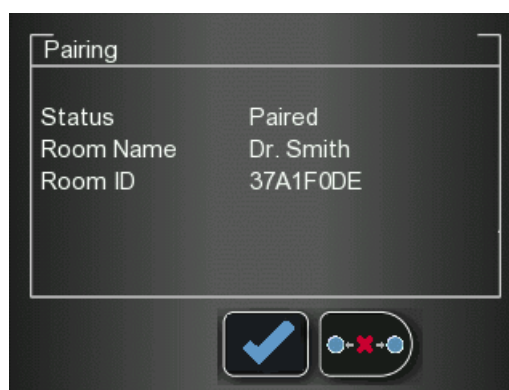 Pairing
Status Paired
Room Name Dr. Smith
Room ID 37A1F0DE